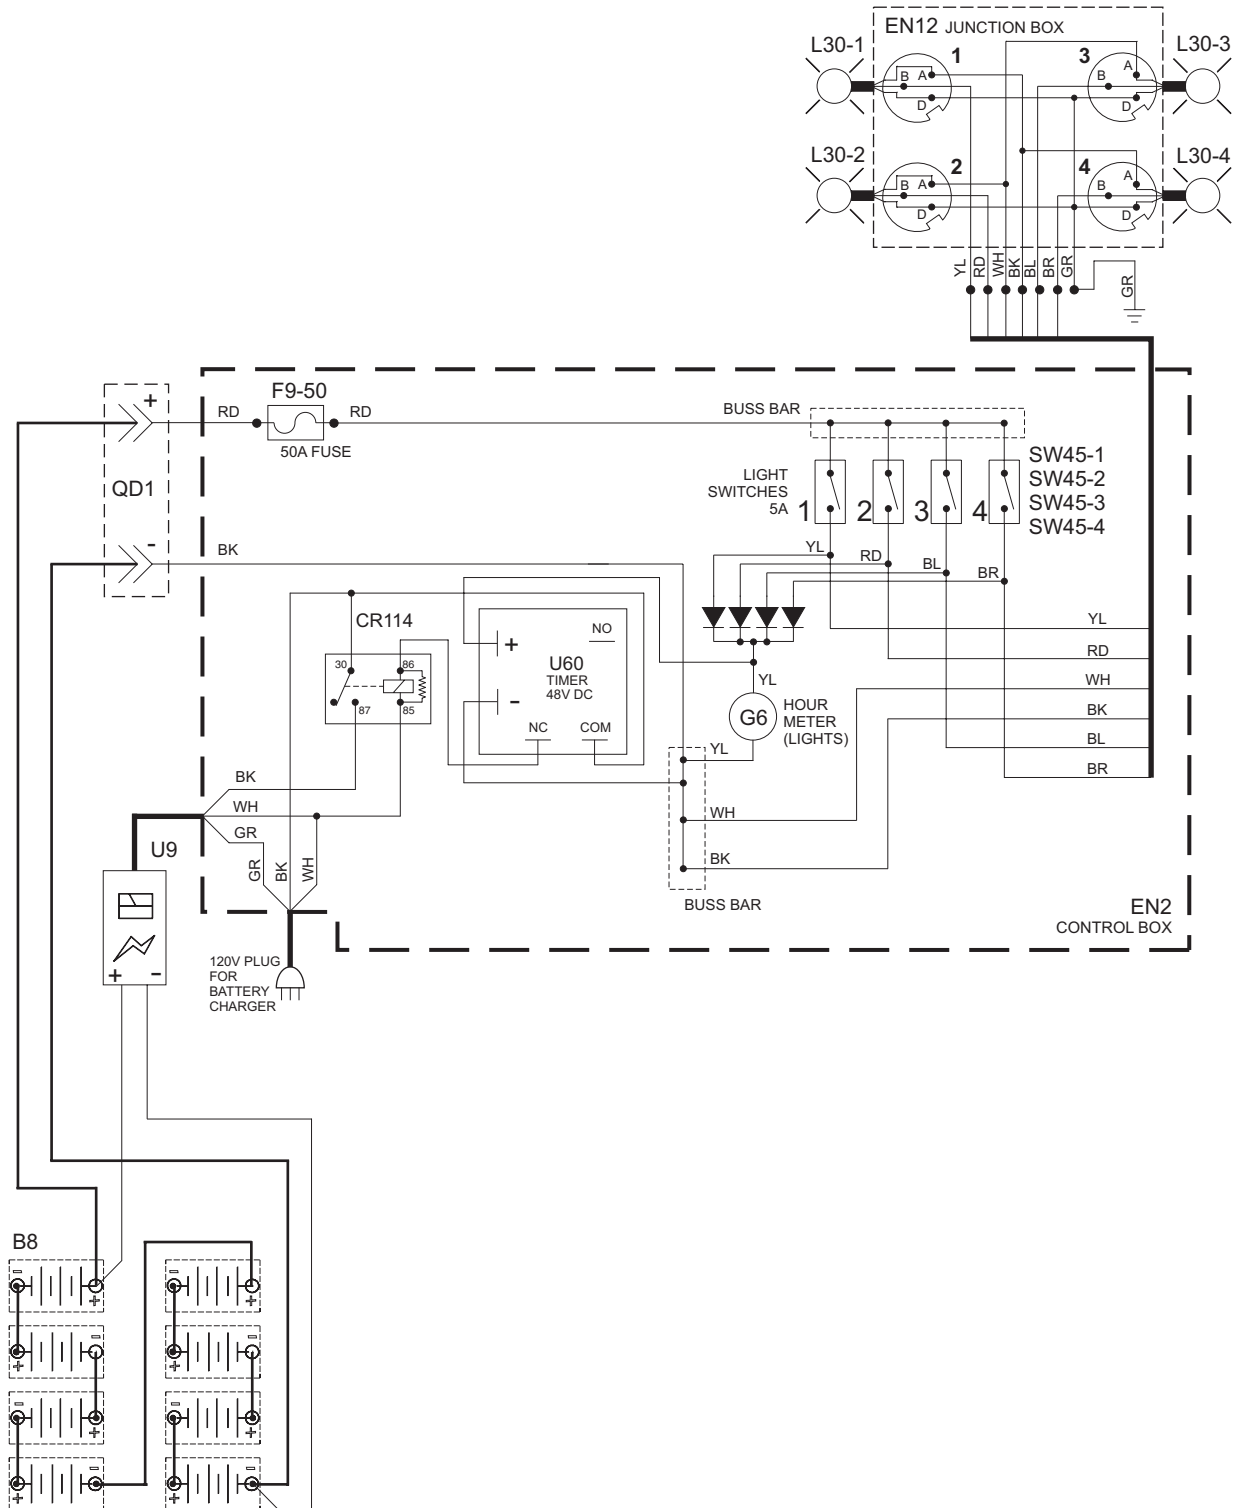 EN12 JUNCTION BOX
L30-1
L30-3
1
3
B A
D
A
B
D
L30-2
L30-4
2
4
B A
D
A
B
D
YL
RD
WH
BK
BL
BR
GR
GR
F9-50
+
RD
RD
50A FUSE
BUSS BAR
QD1
LIGHT
SWITCHES
5A
1
2
3
4
SW45-1
SW45-2
SW45-3
SW45-4
-
BK
YL
RD
BL
BR
CR114
30
86
87
85
+
NO
U60
TIMER
48V DC
-
NC
COM
YL
G6
HOUR
METER
(LIGHTS)
YL
YL
RD
WH
BK
BL
BR
BK
WH
GR
WH
BK
GR
BK
WH
U9
BUSS BAR
EN2
CONTROL BOX
+ -
120V PLUG
FOR
BATTERY
CHARGER
B8
- +
- +
+ -
+ -
- +
- +
+ -
+ -